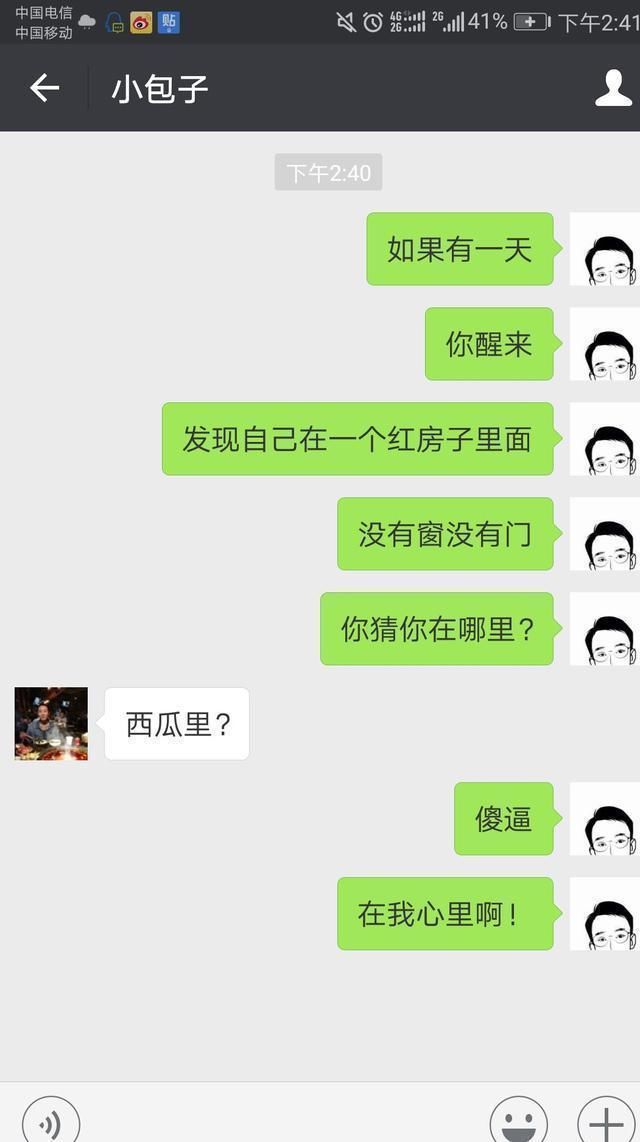 中国电信
中国移动
贴
4G
2G
2G
41%
下午2:41
小包子
下午2:40
如果有一天
你醒来
发现自己在一个红房子里面
没有窗没有门
你猜你在哪里?
西瓜里?
傻逼
在我心里啊!